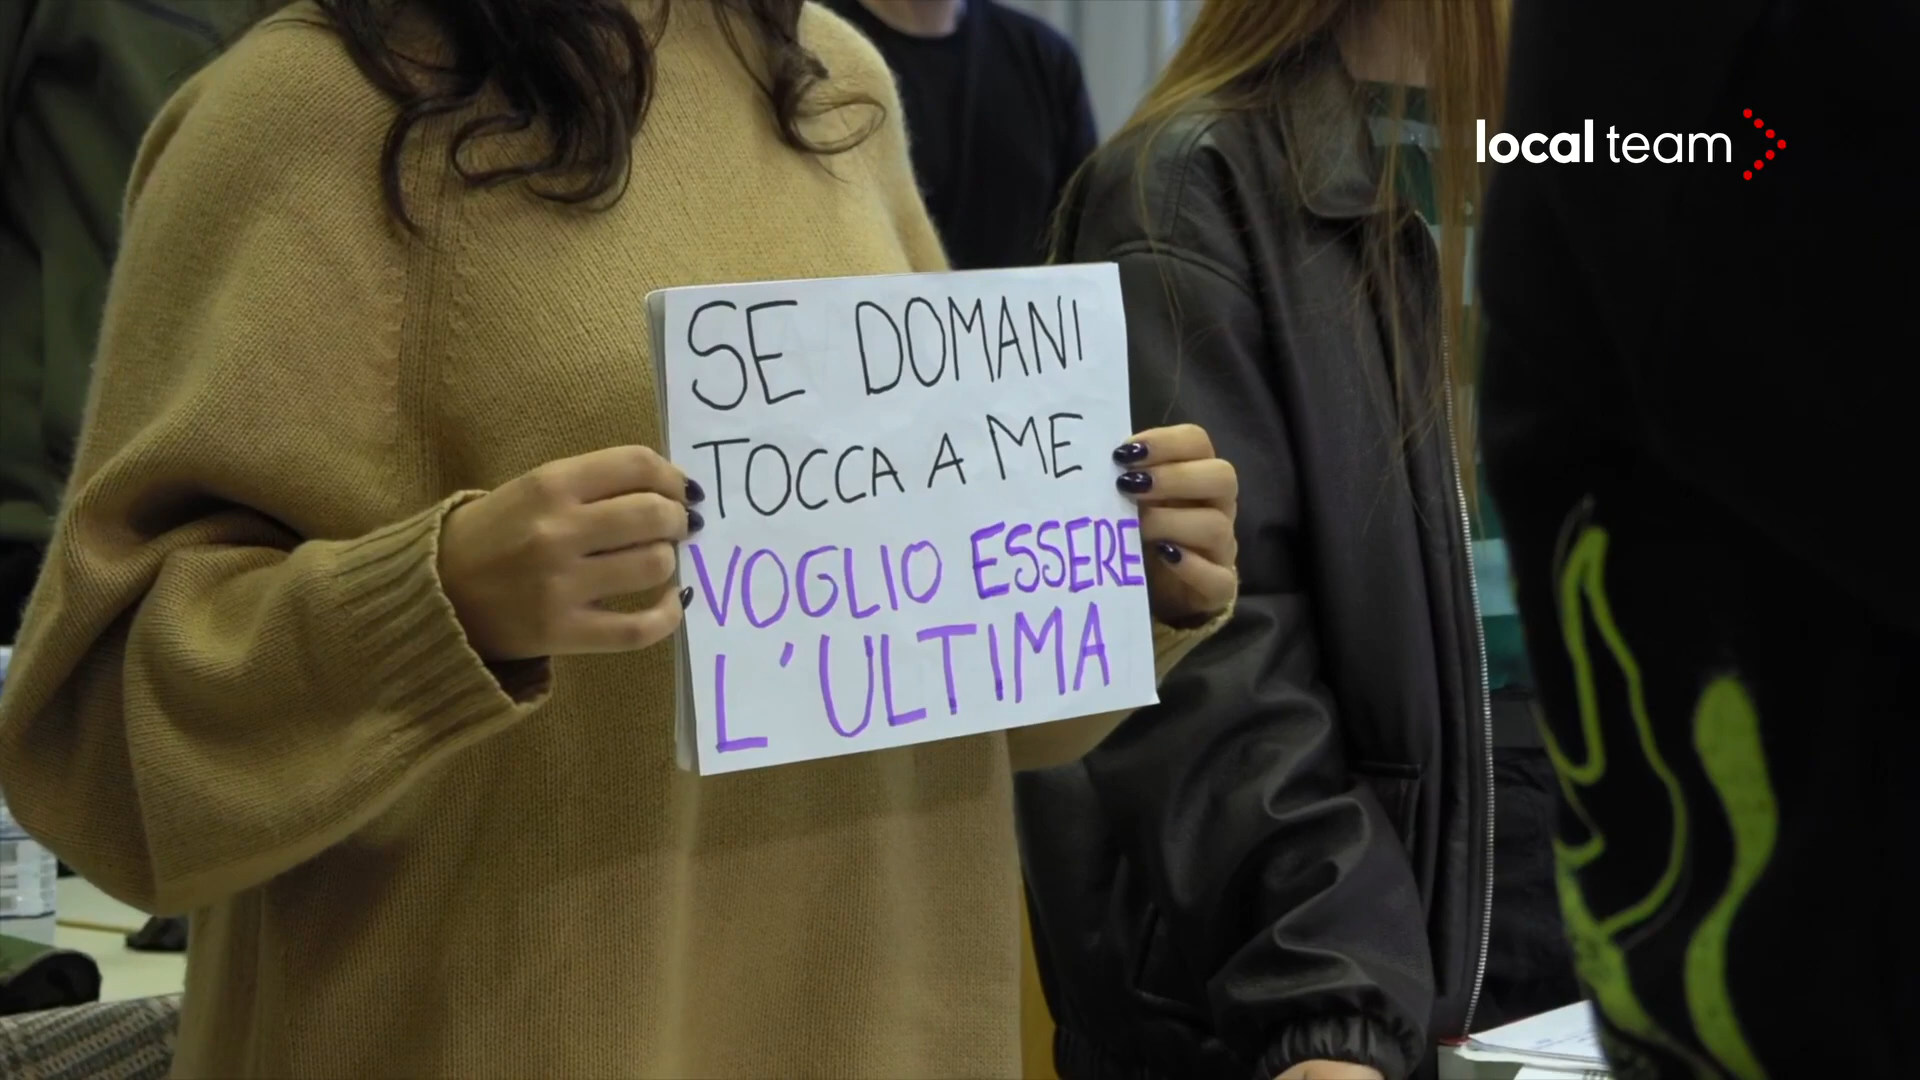 local team
SE DOMANI
TOCCA A ME
VOGLIO ESSERE
L'ULTIMA